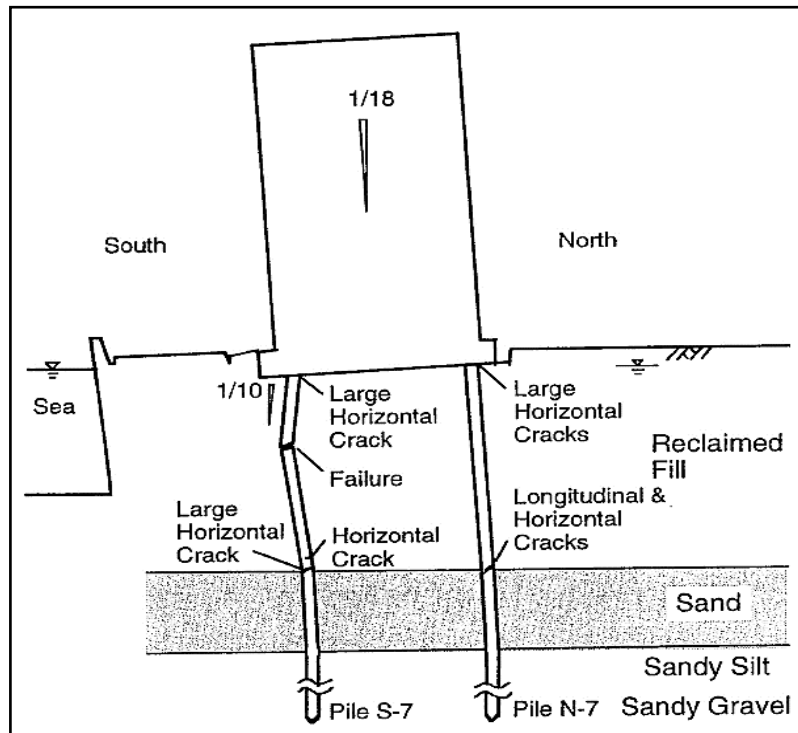 1/18
South
North
Sea
1/10
Large
Horizontal
Crack
Large
Horizontal
Cracks
Failure
Reclaimed
Fill
Large
Horizontal
Crack
Horizontal
Crack
Longitudinal &
Horizontal
Cracks
Sand
Sandy Silt
Pile S-7
Pile N-7
Sandy Gravel